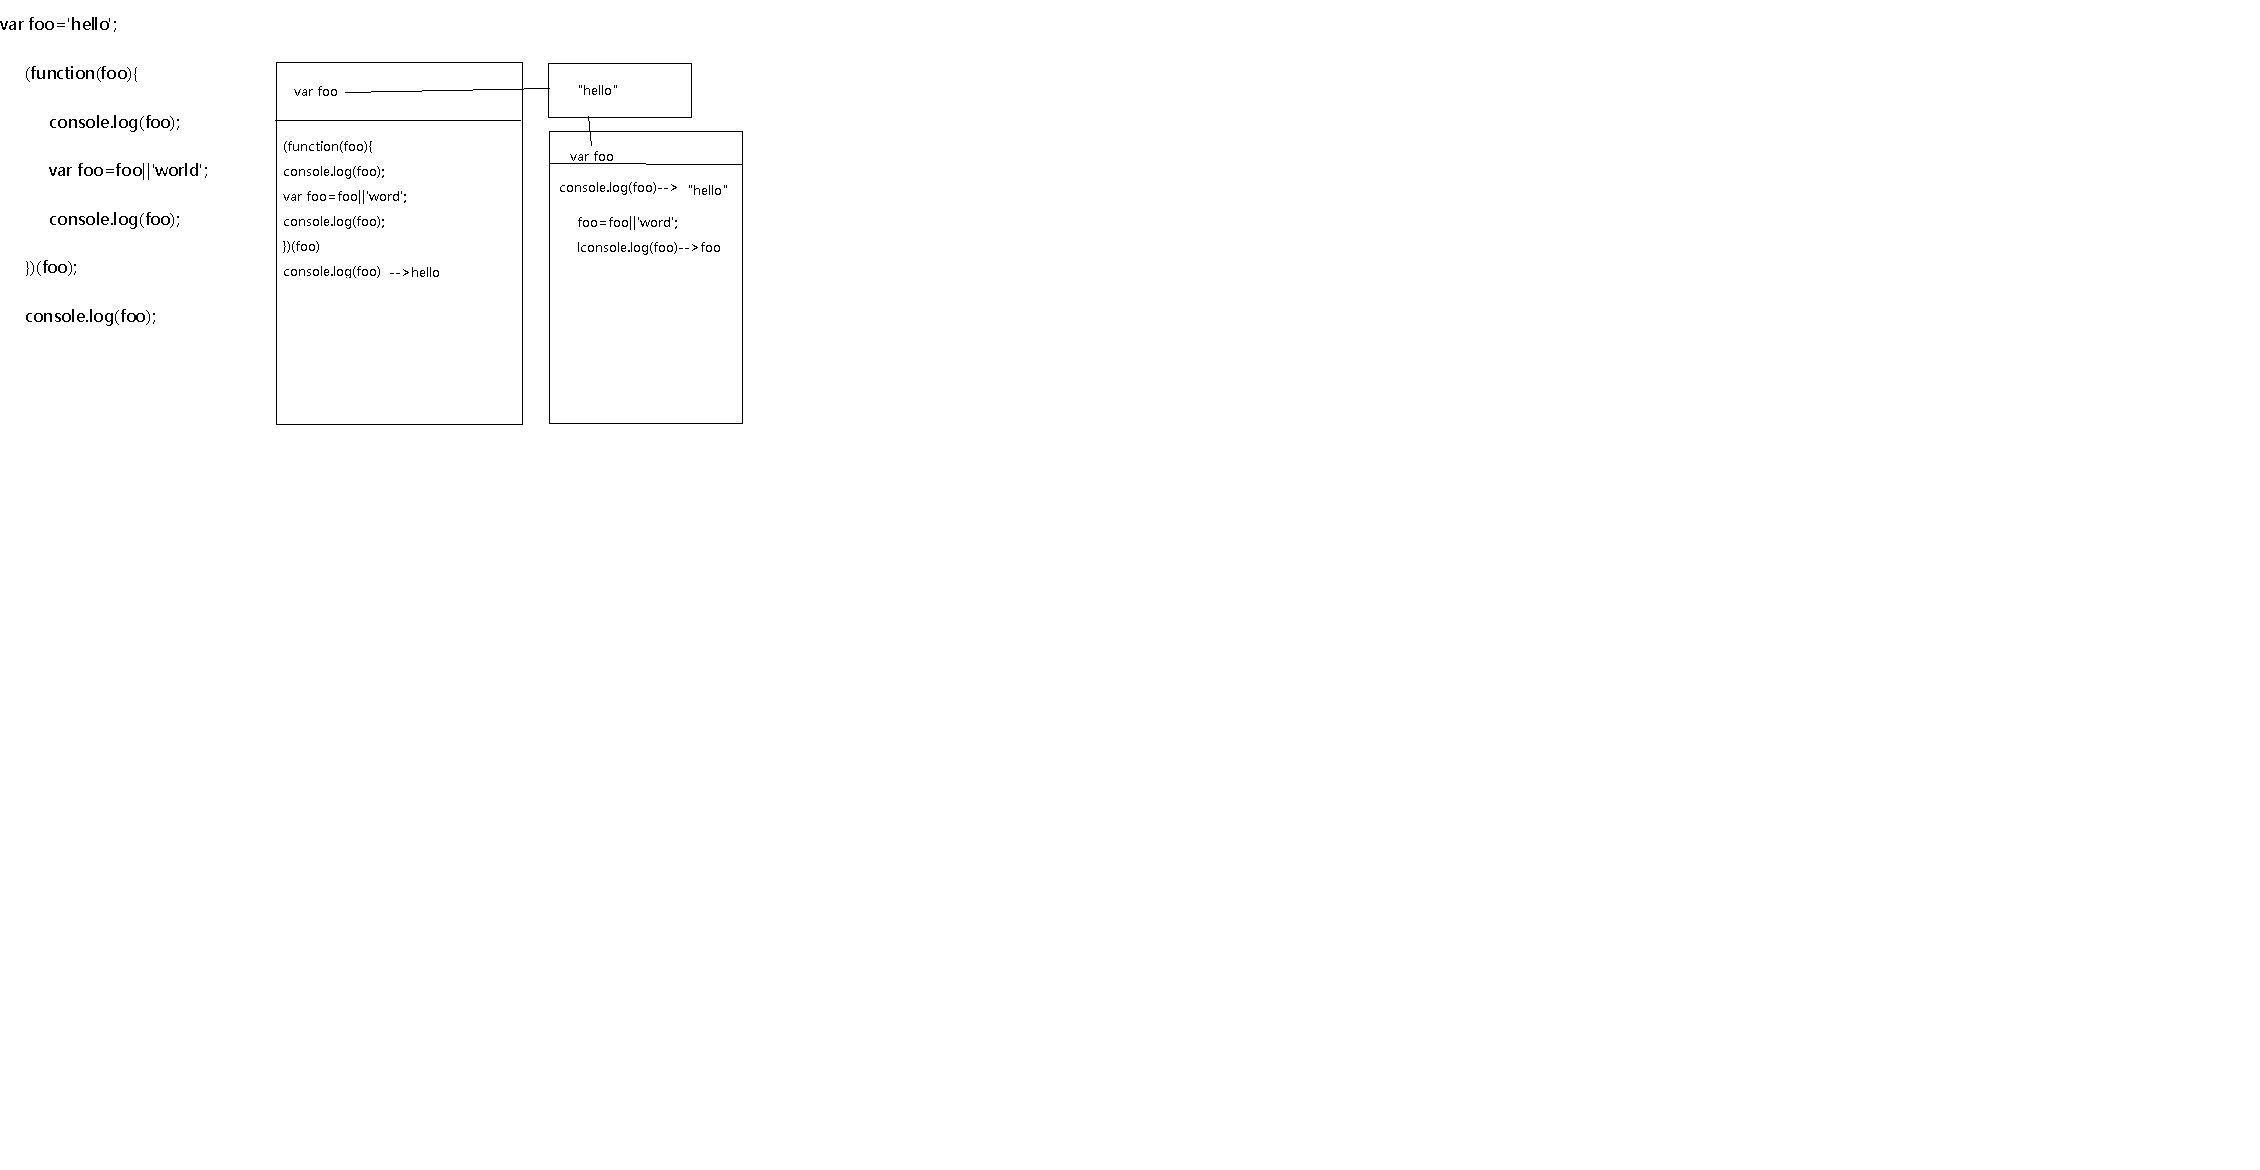 var foo='hello';
(function(foo){
console.log(foo);
var foo=foo||'world';
console.log(foo);
})(foo);
console.log(foo);
var foo
(function(foo){
console.log(foo);
var foo=foo||'word';
console.log(foo);
})(foo)
console.log(foo) -->hello
"hello"
var foo
console.log(foo)--> "hello"
foo=foo||'word';
lconsole.log(foo)-->foo